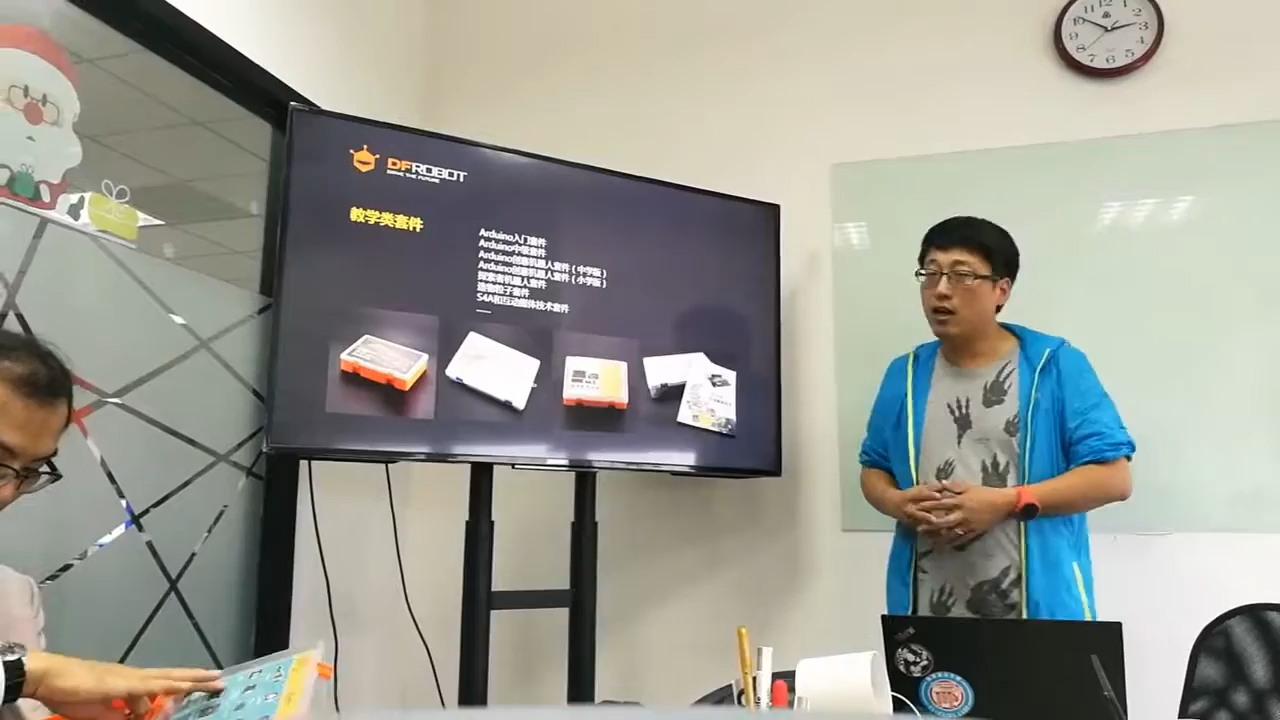 DFROBOT
DRIVE THE FUTURE
教学类套件
Arduino入门套件
Arduino中级套件
Arduino创意机器人套件(中学版)
Arduino创意机器人套件(小学版)
探索者机器人套件
造物粒子套件
S4A和互动媒体技术套件